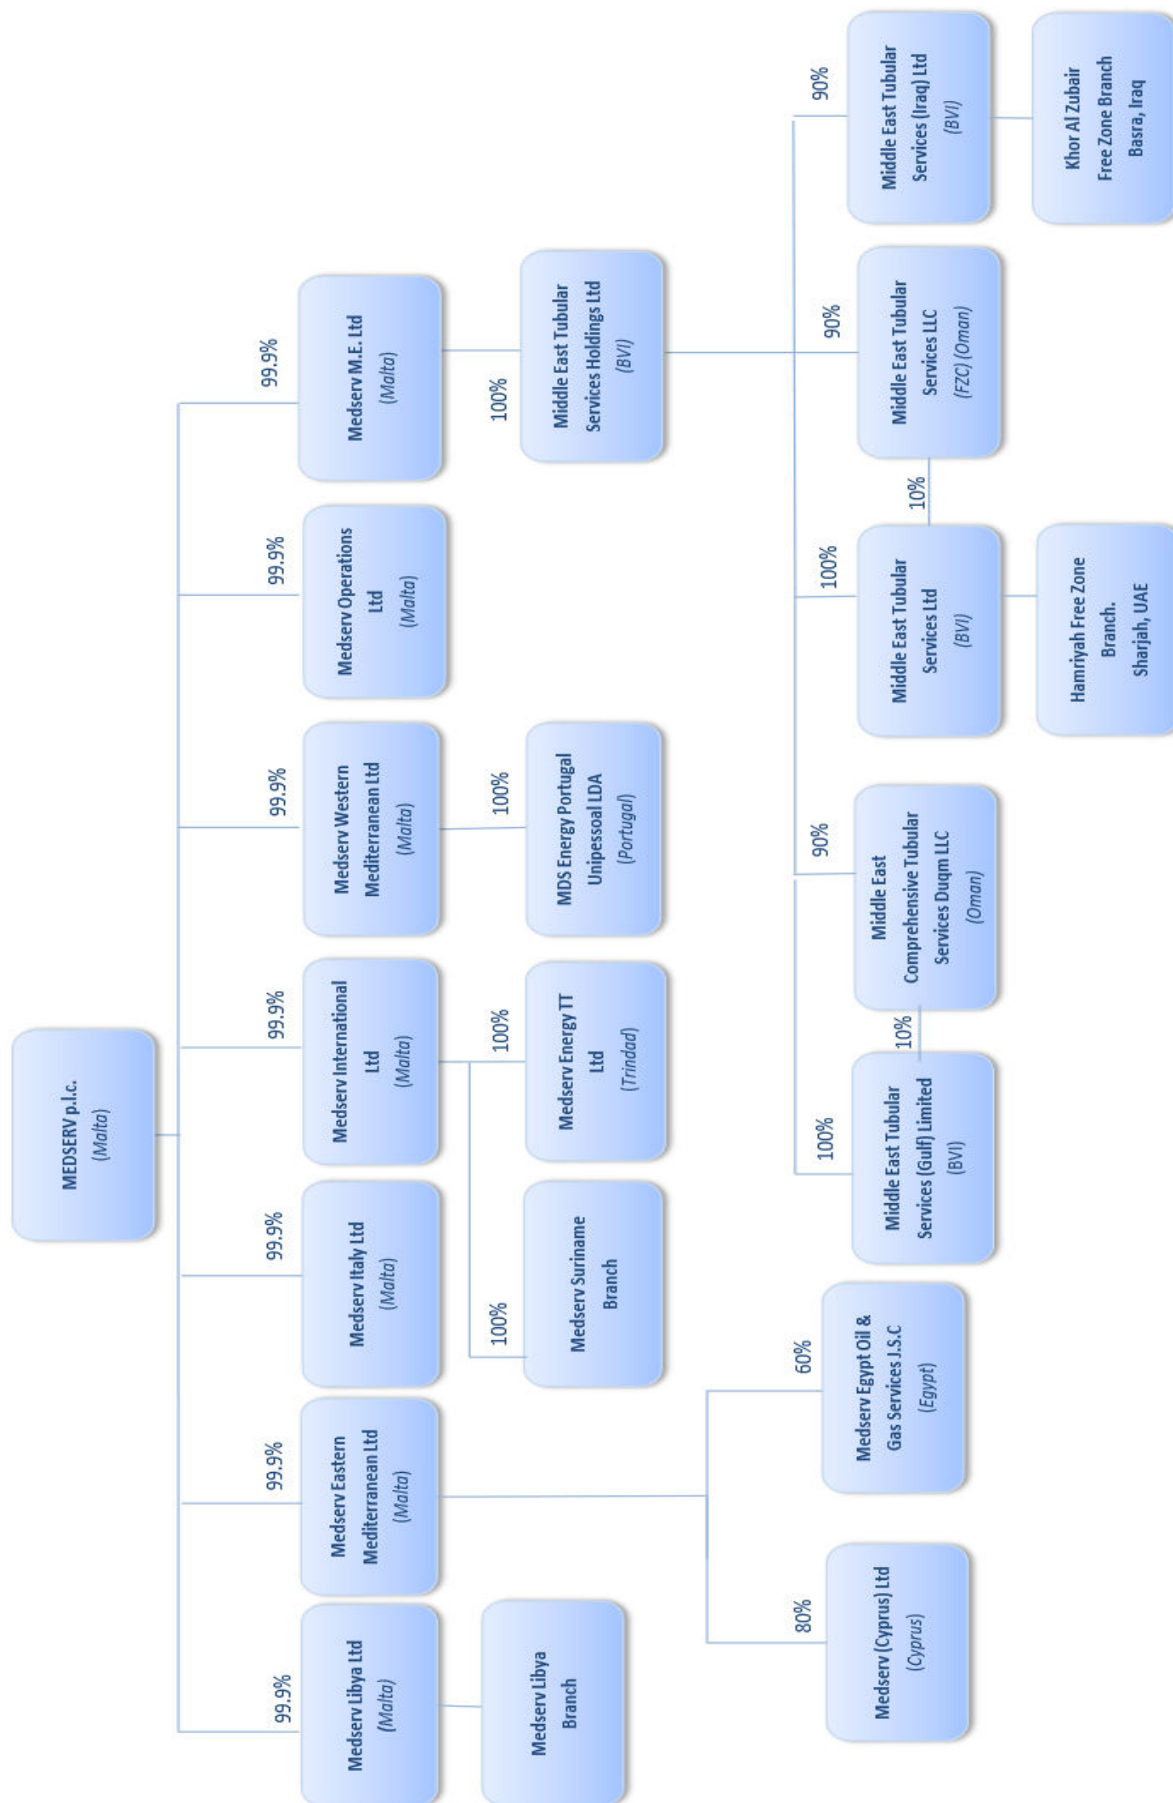 MEDSERV p.l.c.
(Malta)
99.9%
99.9%
99.9%
99.9%
99.9%
99.9%
99.9%
Medserv Libya Ltd
(Malta)
Medserv Eastern
Mediterranean Ltd
(Malta)
Medserv Italy Ltd
(Malta)
Medserv International
Ltd
(Malta)
Medserv Western
Mediterranean Ltd
(Malta)
Medserv Operations
Ltd
(Malta)
Medserv M.E. Ltd
(Malta)
100%
100%
100%
100%
Medserv Libya
Branch
Medserv Suriname
Branch
Medserv Energy TT
Ltd
(Trindad)
MDS Energy Portugal
Unipessoal LDA
(Portugal)
Middle East Tubular
Services Holdings Ltd
(BVI)
80%
60%
100%
90%
100%
90%
90%
Medserv (Cyprus) Ltd
(Cyprus)
Medserv Egypt Oil &
Gas Services J.S.C
(Egypt)
Middle East Tubular
Services (Gulf) Limited
(BVI)
10%
Middle East
Comprehensive Tubular
Services Duqm LLC
(Oman)
Middle East Tubular
Services Ltd
(BVI)
10%
Middle East Tubular
Services LLC
(FZC) (Oman)
Middle East Tubular
Services (Iraq) Ltd
(BVI)
Hamriyah Free Zone
Branch.
Sharjah, UAE
Khor Al Zubair
Free Zone Branch
Basra, Iraq